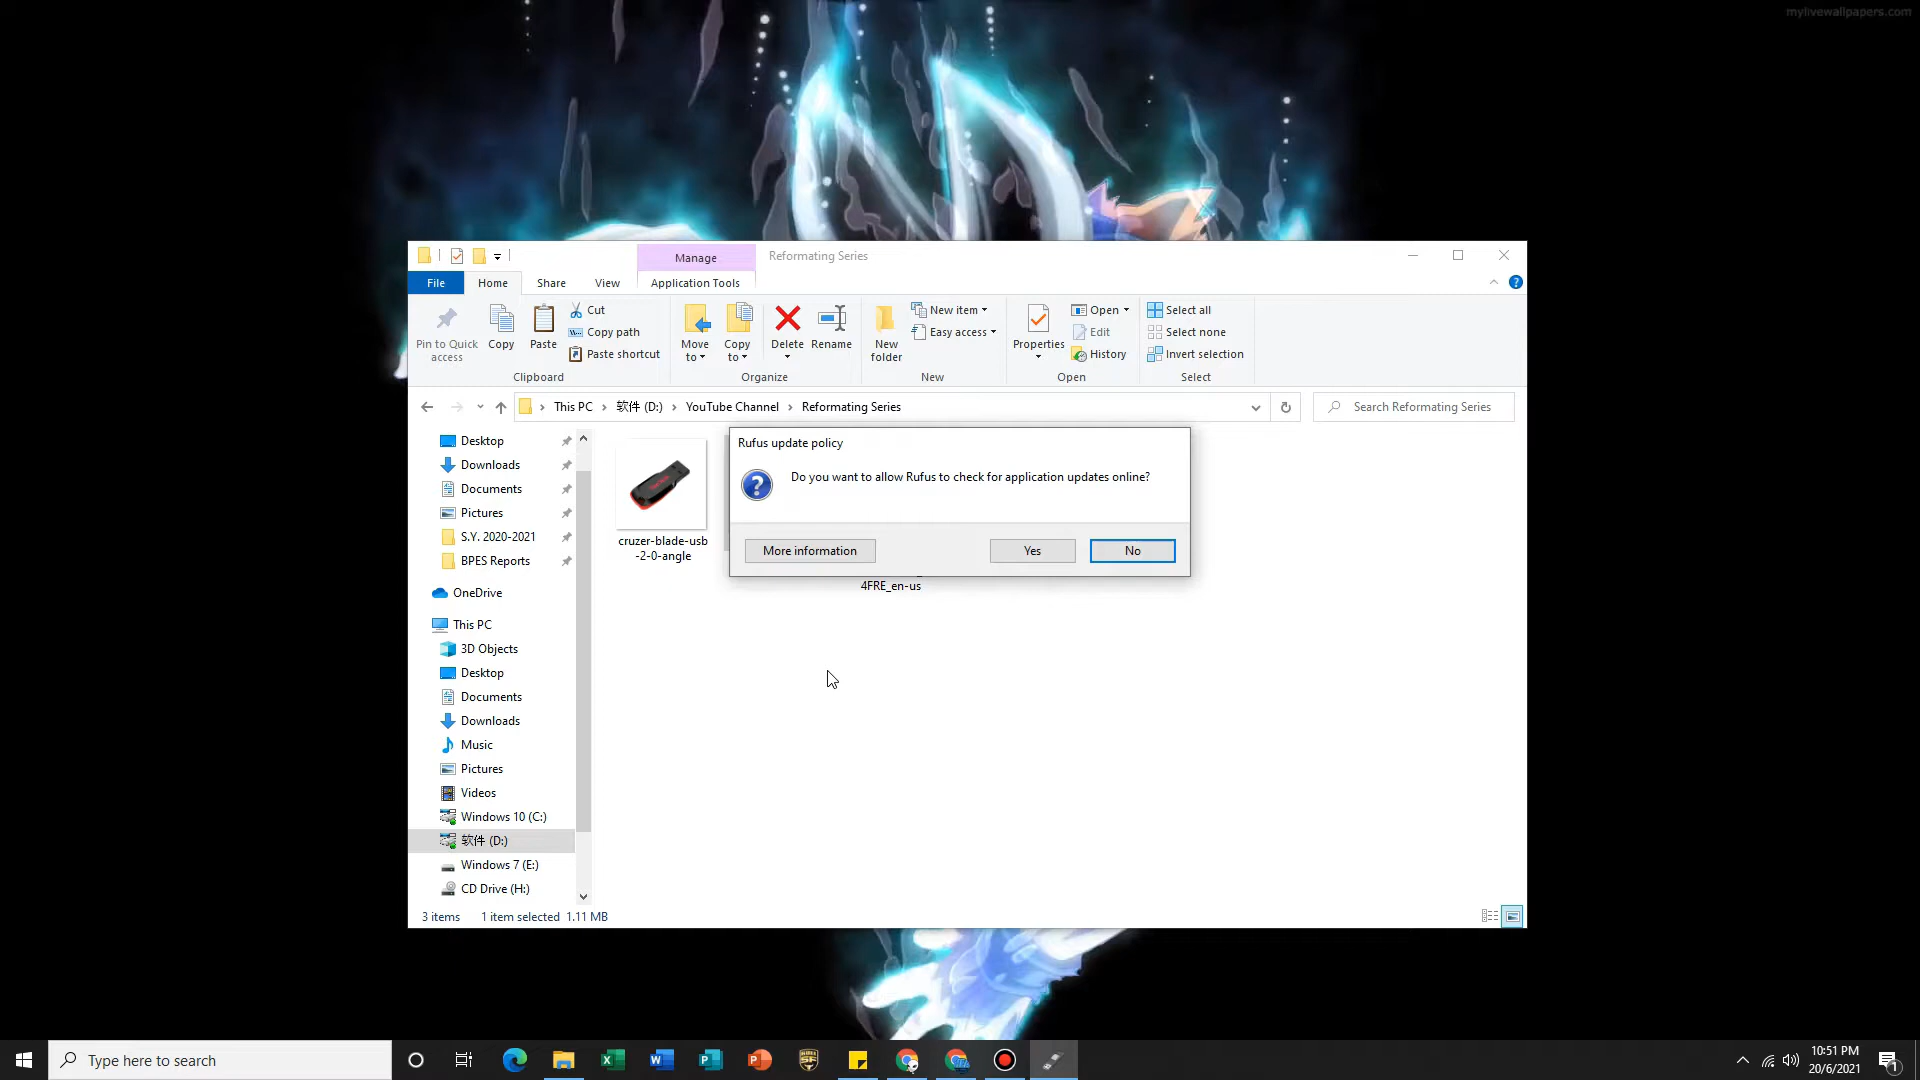 mylivewallpapers.com
Manage
Reformating Series
File
Home
Share
View
Application Tools
Pin to Quick
access
Copy
Paste
Cut
Copy path
Paste shortcut
Clipboard
Move
to
Copy
to
Delete
Rename
Organize
New
folder
New item
Easy access
New
Properties
Open
Edit
History
Open
Select all
Select none
Invert selection
Select
This PC
软件 (D:)
YouTube Channel
Reformating Series
Search Reformating Series
Desktop
Downloads
Documents
Pictures
S.Y. 2020-2021
BPES Reports
OneDrive
This PC
3D Objects
Desktop
Documents
Downloads
Music
Pictures
Videos
Windows 10 (C:)
软件 (D:)
Windows 7 (E:)
CD Drive (H:)
cruzer-blade-usb
-2-0-angle
Rufus update policy
Do you want to allow Rufus to check for application updates online?
More information
Yes
No
4FRE_en-us
3 items
1 item selected 1.11 MB
Type here to search
10:51 PM
20/6/2021
1